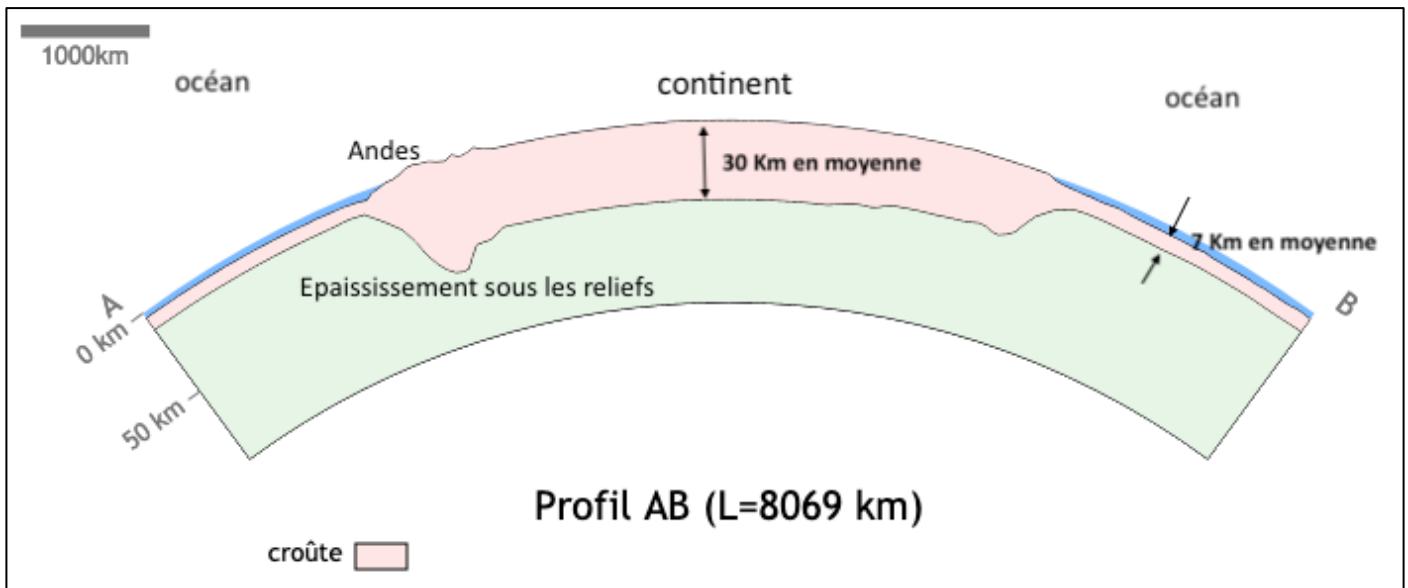 1000km
océan
continent
océan
Andes
30 Km en moyenne
7 Km en moyenne
Epaississement sous les reliefs
A
B
0 km
50 km
Profil AB (L=8069 km)
croûte